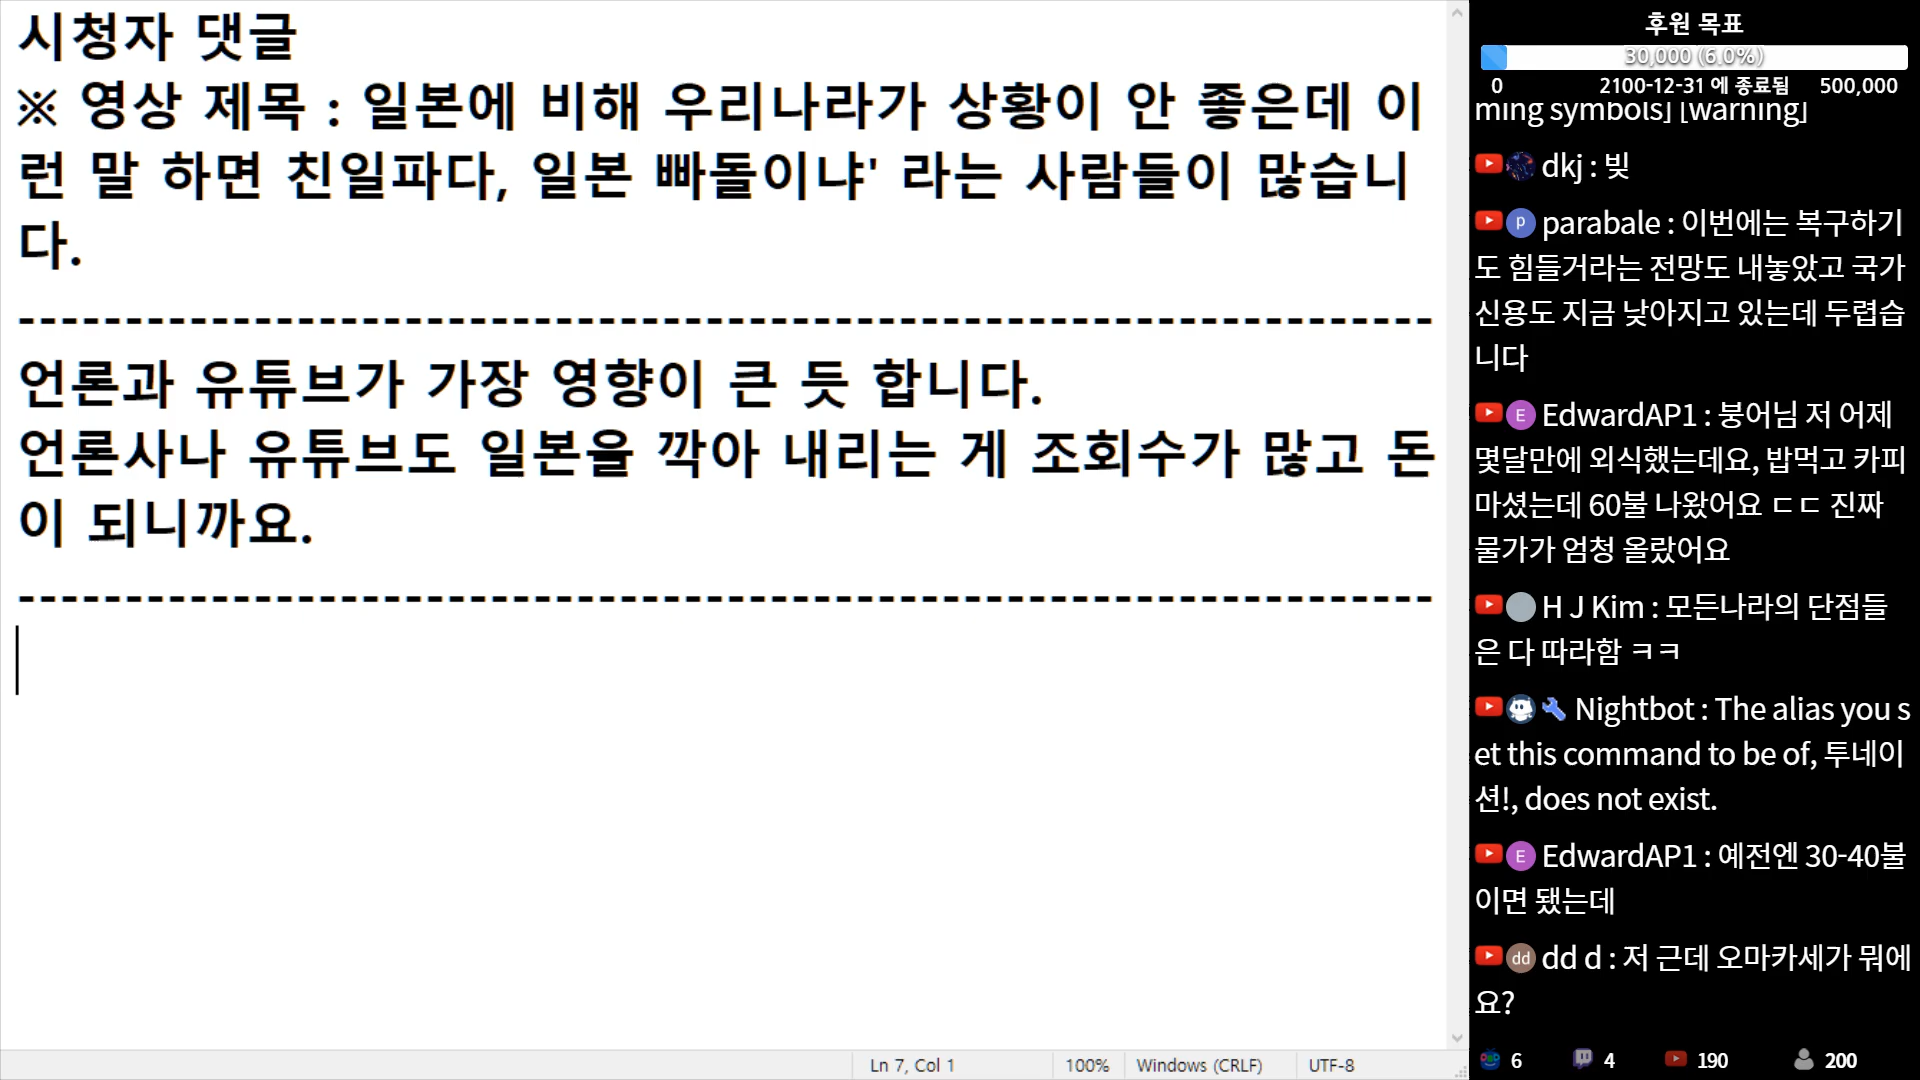 시청자 댓글
※ 영상 제목 : 일본에 비해 우리나라가 상황이 안 좋은데 이
런 말 하면 친일파다, 일본 빠돌이냐' 라는 사람들이 많습니
다.
------------------------------------------------------------------
언론과 유튜브가 가장 영향이 큰 듯 합니다.
언론사나 유튜브도 일본을 깍아 내리는 게 조회수가 많고 돈
이 되니까요.
------------------------------------------------------------------
Ln 7, Col 1
100%
Windows (CRLF)
UTF-8
후원 목표
30,000 (6.0%)
0 2100-12-31 에 종료됨 500,000
ming symbols] [warning]
dkj : 빚
p parabale : 이번에는 복구하기
도 힘들거라는 전망도 내놓았고 국가
신용도 지금 낮아지고 있는데 두렵습
니다
E EdwardAP1 : 붕어님 저 어제
몇달만에 외식했는데요, 밥먹고 카피
마셨는데 60불 나왔어요 ㄷㄷ 진짜
물가가 엄청 올랐어요
H J Kim : 모든나라의 단점들
은 다 따라함 ㅋㅋ
Nightbot : The alias you s
et this command to be of, 투네이
션!, does not exist.
E EdwardAP1 : 예전엔 30-40불
이면 됐는데
dd dd d : 저 근데 오마카세가 뭐에
요?
6 4 190 200